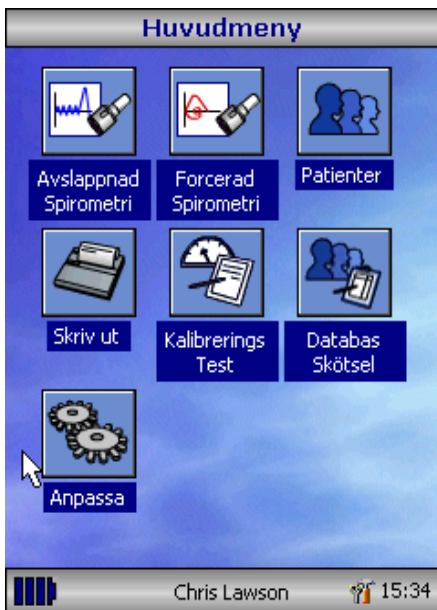 Huvudmeny
Avslappnad
Spirometri
Forcerad
Spirometri
Patienter
Skriv ut
Kalibrerings
Test
Databas
Skötsel
Anpassa
Chris Lawson
15:34